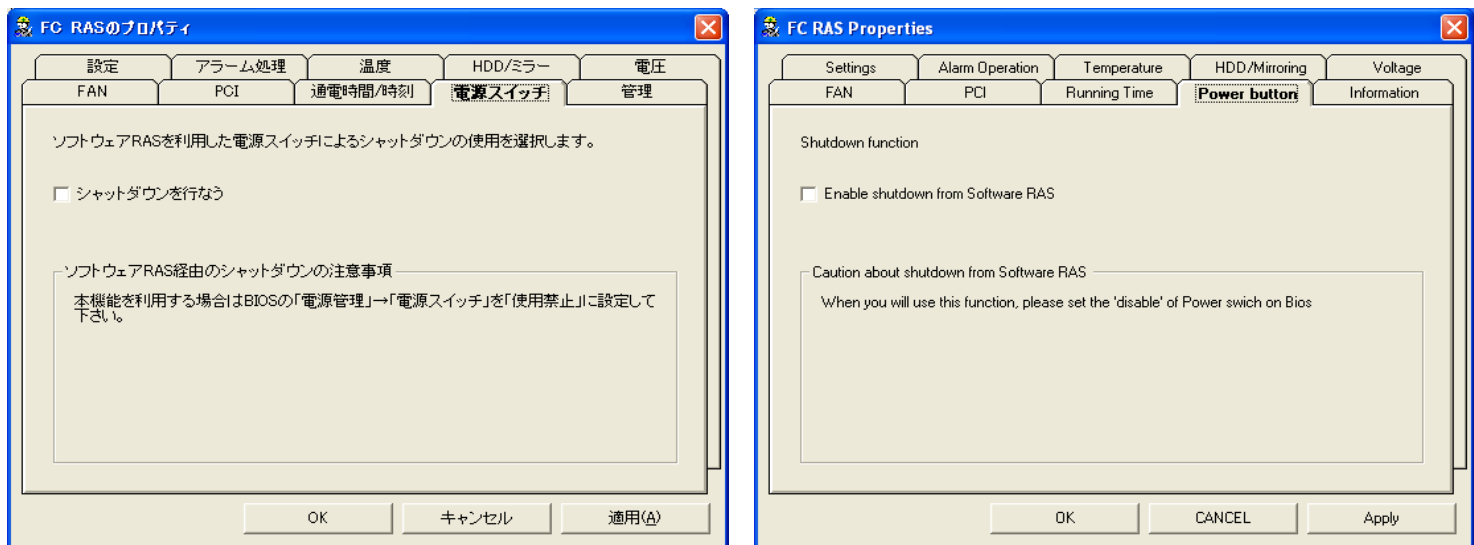 FC RASのプロパティ
設定 アラーム処理 温度 HDD/ミラー 電圧
FAN PCI 通電時間/時刻 電源スイッチ 管理
ソフトウェアRASを利用した電源スイッチによるシャットダウンの使用を選択します。
シャットダウンを行なう
ソフトウェアRAS経由のシャットダウンの注意事項
本機能を利用する場合はBIOSの「電源管理」→「電源スイッチ」を「使用禁止」に設定して
下さい。
OK キャンセル 適用(A)
FC RAS Properties
Settings Alarm Operation Temperature HDD/Mirroring Voltage
FAN PCI Running Time Power button Information
Shutdown function
Enable shutdown from Software RAS
Caution about shutdown from Software RAS
When you will use this function, please set the 'disable' of Power swich on Bios
OK CANCEL Apply